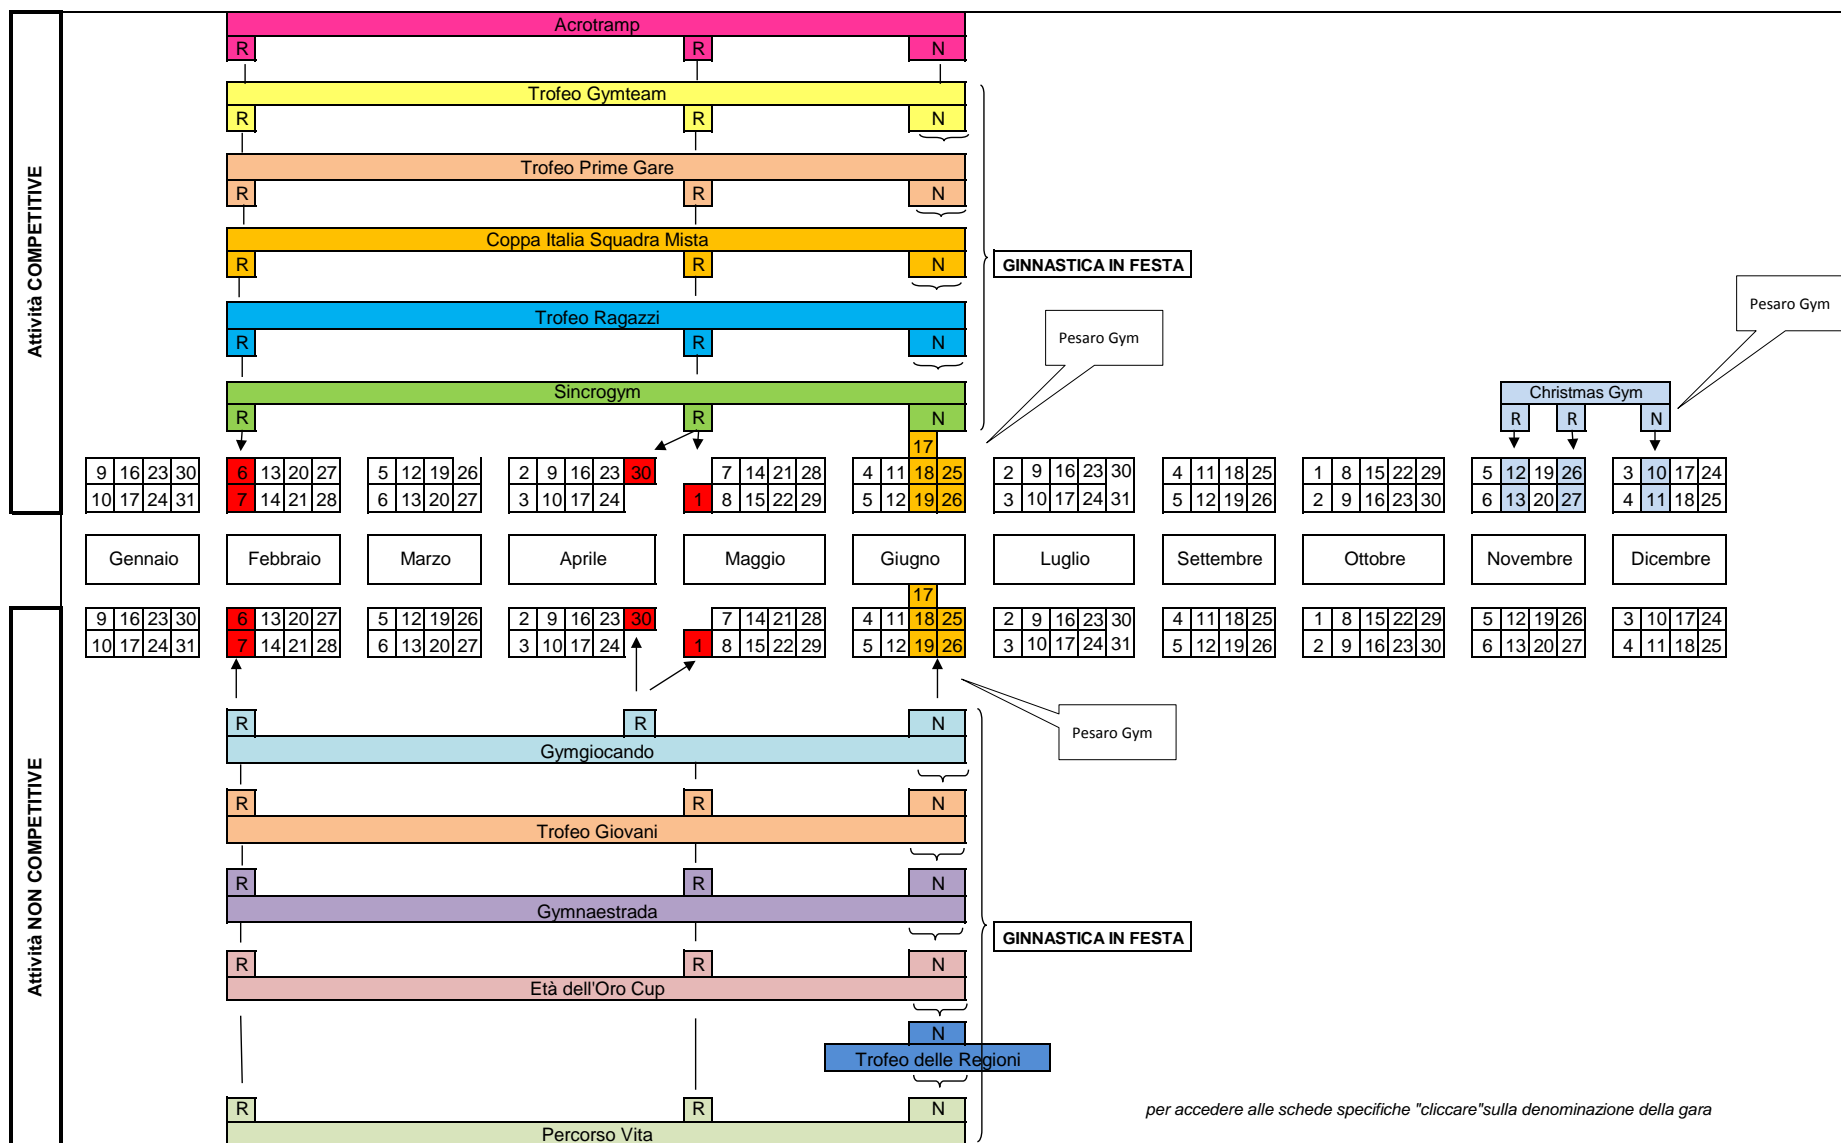 Attività COMPETITIVE
Acrotramp
R R N
Trofeo Gymteam
R R N
Trofeo Prime Gare
R R N
Coppa Italia Squadra Mista
R R N
GINNASTICA IN FESTA
Trofeo Ragazzi
R R N
Pesaro Gym
Pesaro Gym
Sincrogym
R R N
Christmas Gym
R R N
17
9 16 23 30 6 13 20 27 5 12 19 26 2 9 16 23 30 7 14 21 28 4 11 18 25 2 9 16 23 30 4 11 18 25 1 8 15 22 29 5 12 19 26 3 10 17 24
10 17 24 31 7 14 21 28 6 13 20 27 3 10 17 24 1 8 15 22 29 5 12 19 26 3 10 17 24 31 5 12 19 26 2 9 16 23 30 6 13 20 27 4 11 18 25
Gennaio Febbraio Marzo Aprile Maggio Giugno Luglio Settembre Ottobre Novembre Dicembre
Attività NON COMPETITIVE
17
9 16 23 30 6 13 20 27 5 12 19 26 2 9 16 23 30 7 14 21 28 4 11 18 25 2 9 16 23 30 4 11 18 25 1 8 15 22 29 5 12 19 26 3 10 17 24
10 17 24 31 7 14 21 28 6 13 20 27 3 10 17 24 1 8 15 22 29 5 12 19 26 3 10 17 24 31 5 12 19 26 2 9 16 23 30 6 13 20 27 4 11 18 25
R R N
Gymgiocando
Pesaro Gym
R R N
Trofeo Giovani
R R N
Gymnaestrada
GINNASTICA IN FESTA
R R N
Età dell'Oro Cup
N
Trofeo delle Regioni
R R N
Percorso Vita
per accedere alle schede specifiche "cliccare"sulla denominazione della gara